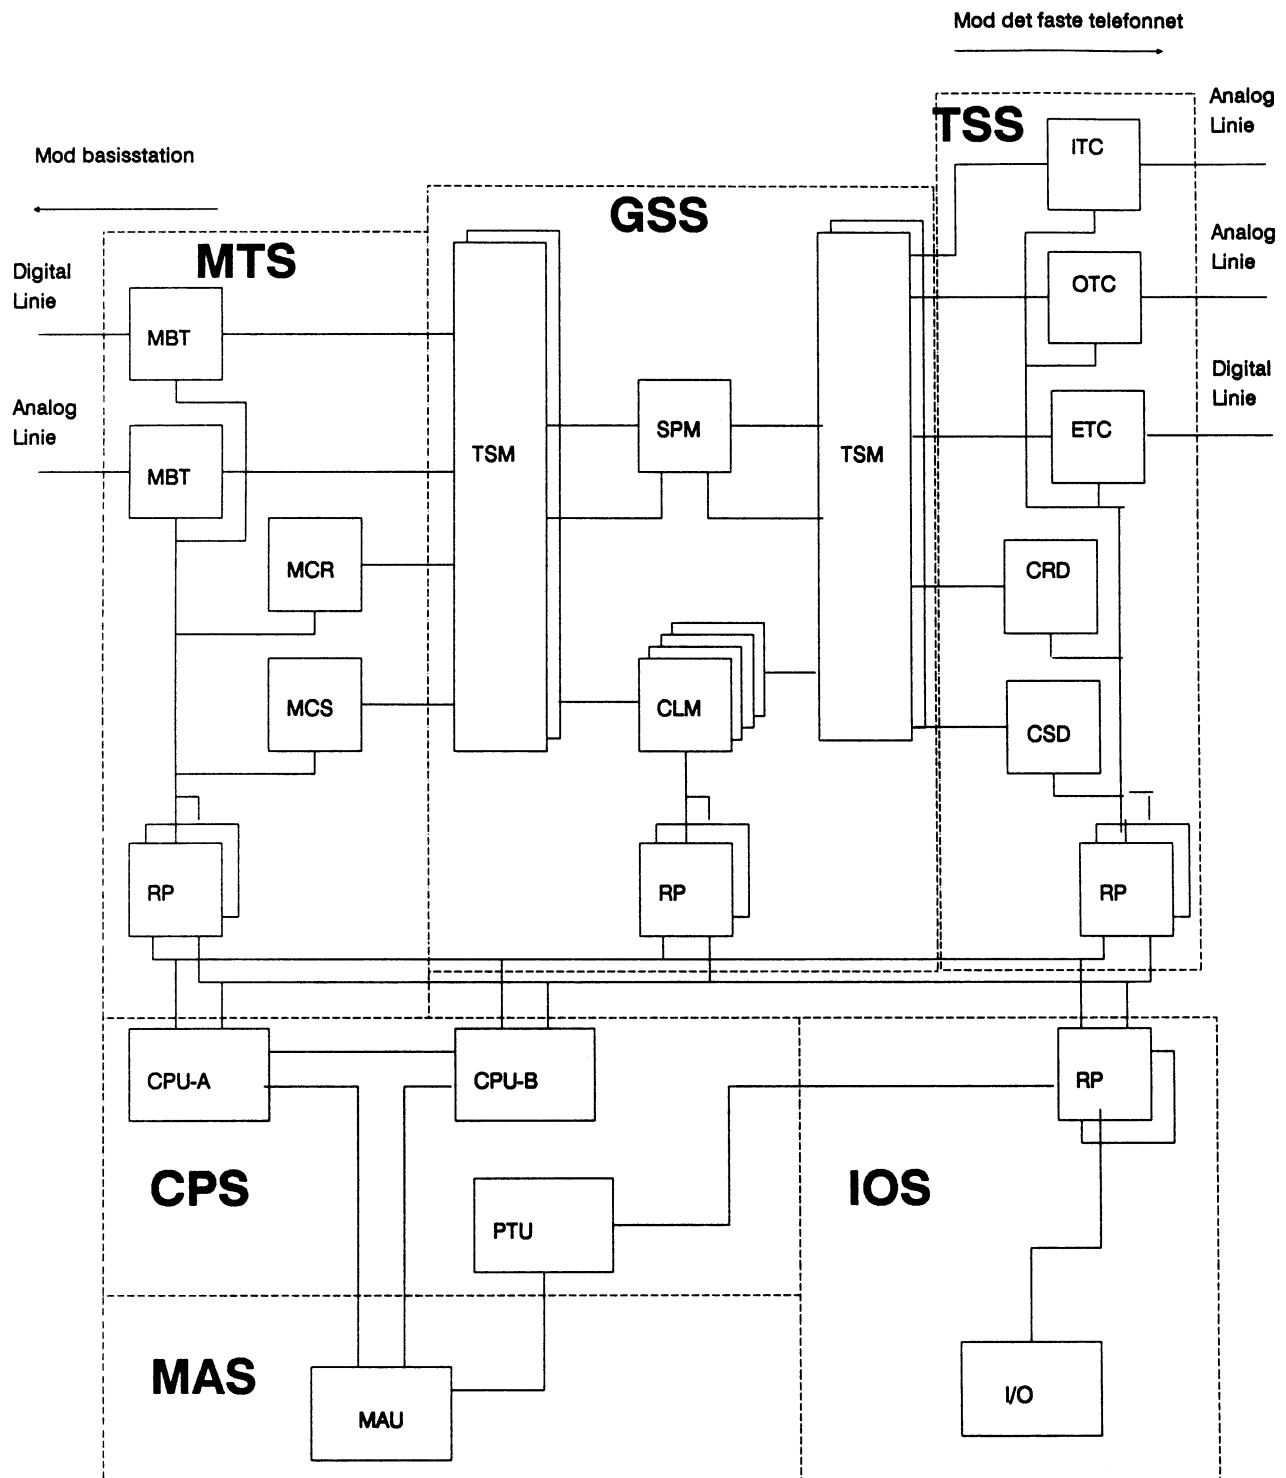 Mod det faste telefonnet
Analog
Linie
TSS
ITC
Mod basisstation
GSS
MTS
Analog
Linie
OTC
Digital
Linie
MBT
Digital
Linie
ETC
Analog
Linie
MBT
TSM
SPM
TSM
MCR
CRD
MCS
CLM
CSD
RP
RP
RP
CPU-A
CPU-B
RP
CPS
IOS
PTU
MAS
MAU
I/O